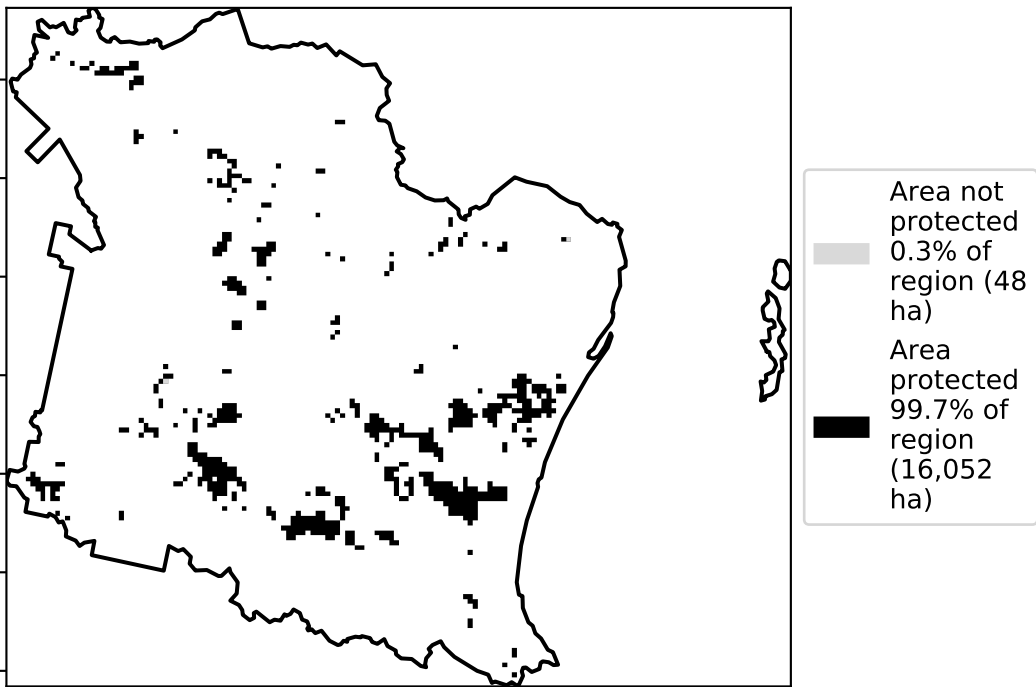 Area not
protected
0.3% of
region (48
ha)
Area
protected
99.7% of
region
(16,052
ha)